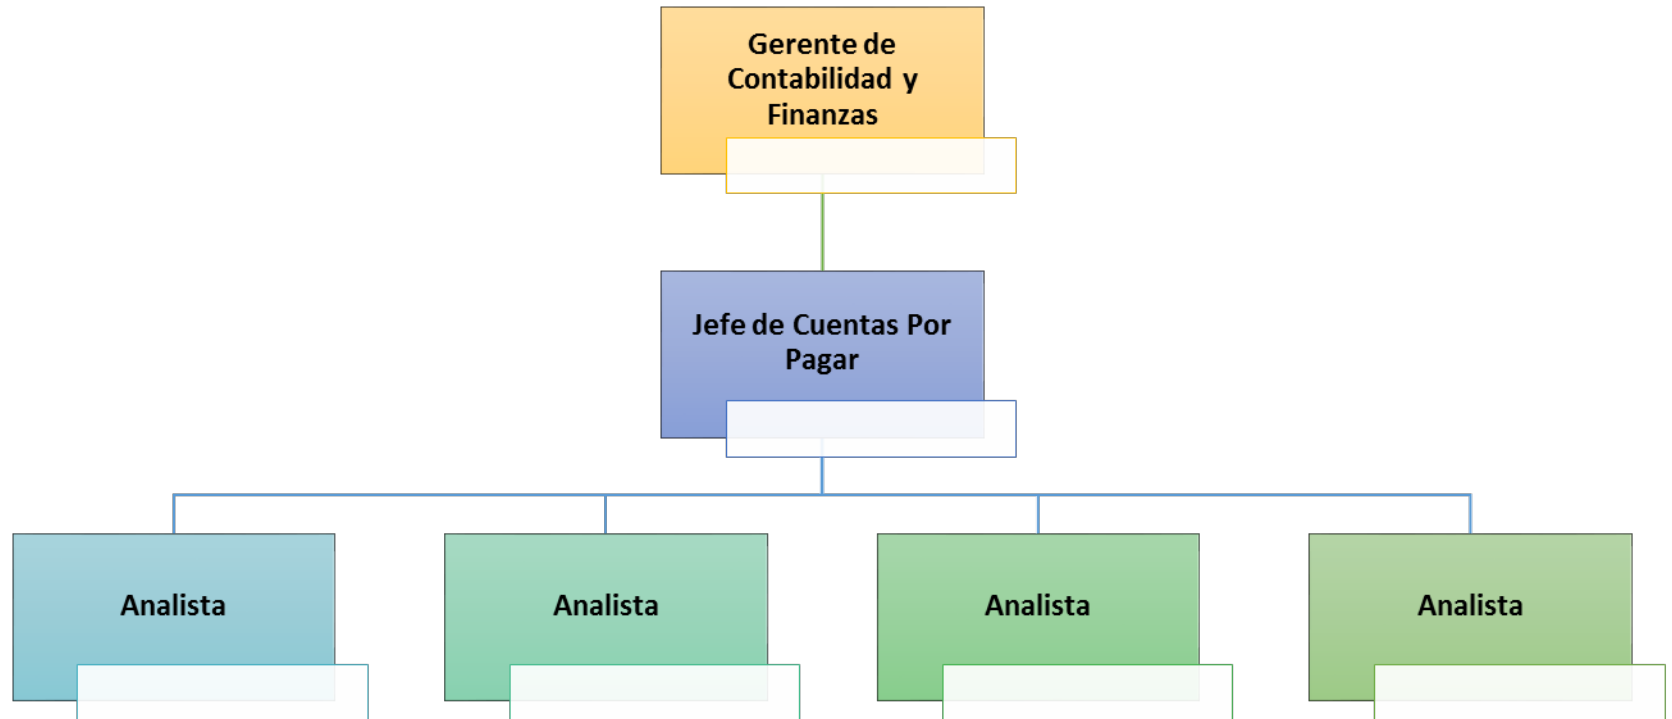 Gerente de
Contabilidad y
Finanzas
Jefe de Cuentas Por
Pagar
Analista
Analista
Analista
Analista